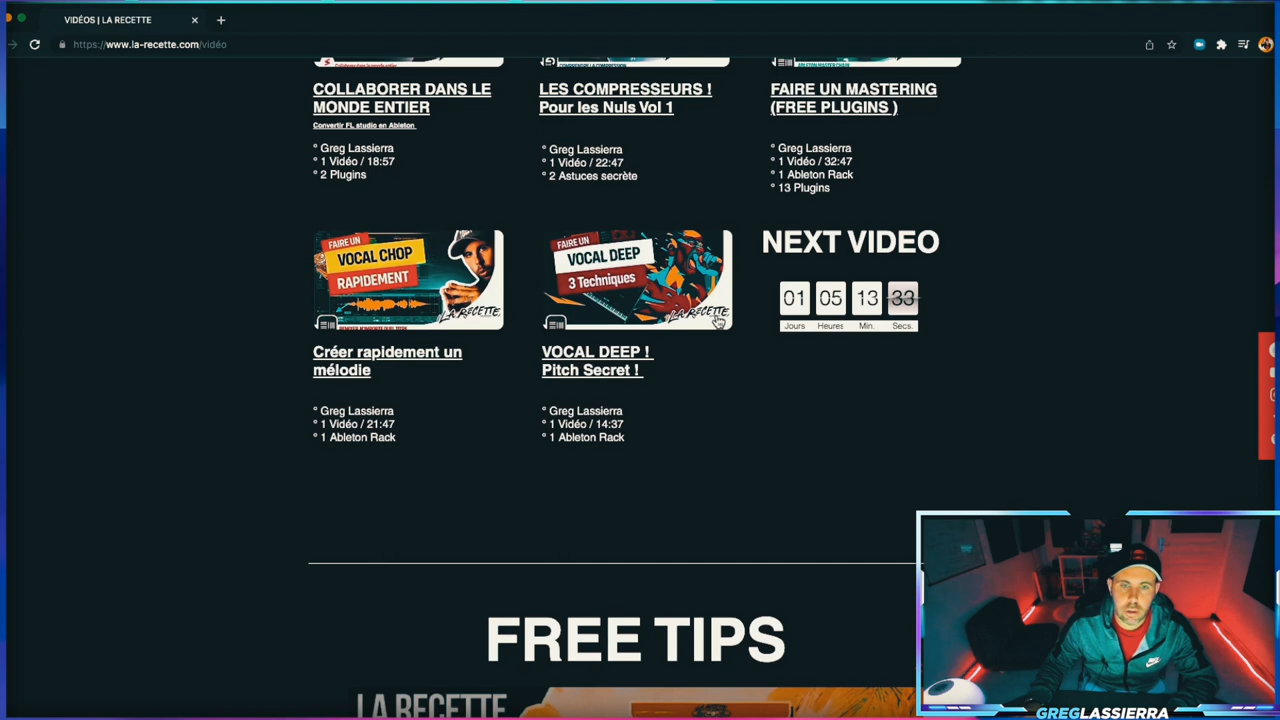 VIDÉOS | LA RECETTE
https://www.la-recette.com/vidéo
COLLABORER DANS LE
MONDE ENTIER
Convertir FL studio en Ableton
° Greg Lassierra
° 1 Vidéo / 18:57
° 2 Plugins
LES COMPRESSEURS !
Pour les Nuls Vol 1
° Greg Lassierra
° 1 Vidéo / 22:47
° 2 Astuces secrète
FAIRE UN MASTERING
(FREE PLUGINS )
° Greg Lassierra
° 1 Vidéo / 32:47
° 1 Ableton Rack
° 13 Plugins
FAIRE UN
VOCAL CHOP
RAPIDEMENT
LA RECETTE
Créer rapidement un
mélodie
° Greg Lassierra
° 1 Vidéo / 21:47
° 1 Ableton Rack
FAIRE UN
VOCAL DEEP
3 Techniques
LA RECETTE
VOCAL DEEP !
Pitch Secret !
° Greg Lassierra
° 1 Vidéo / 14:37
° 1 Ableton Rack
NEXT VIDEO
01 05 13 33
Jours Heures Min. Secs.
FREE TIPS
LA RECETTE
GREGLASSIERRA